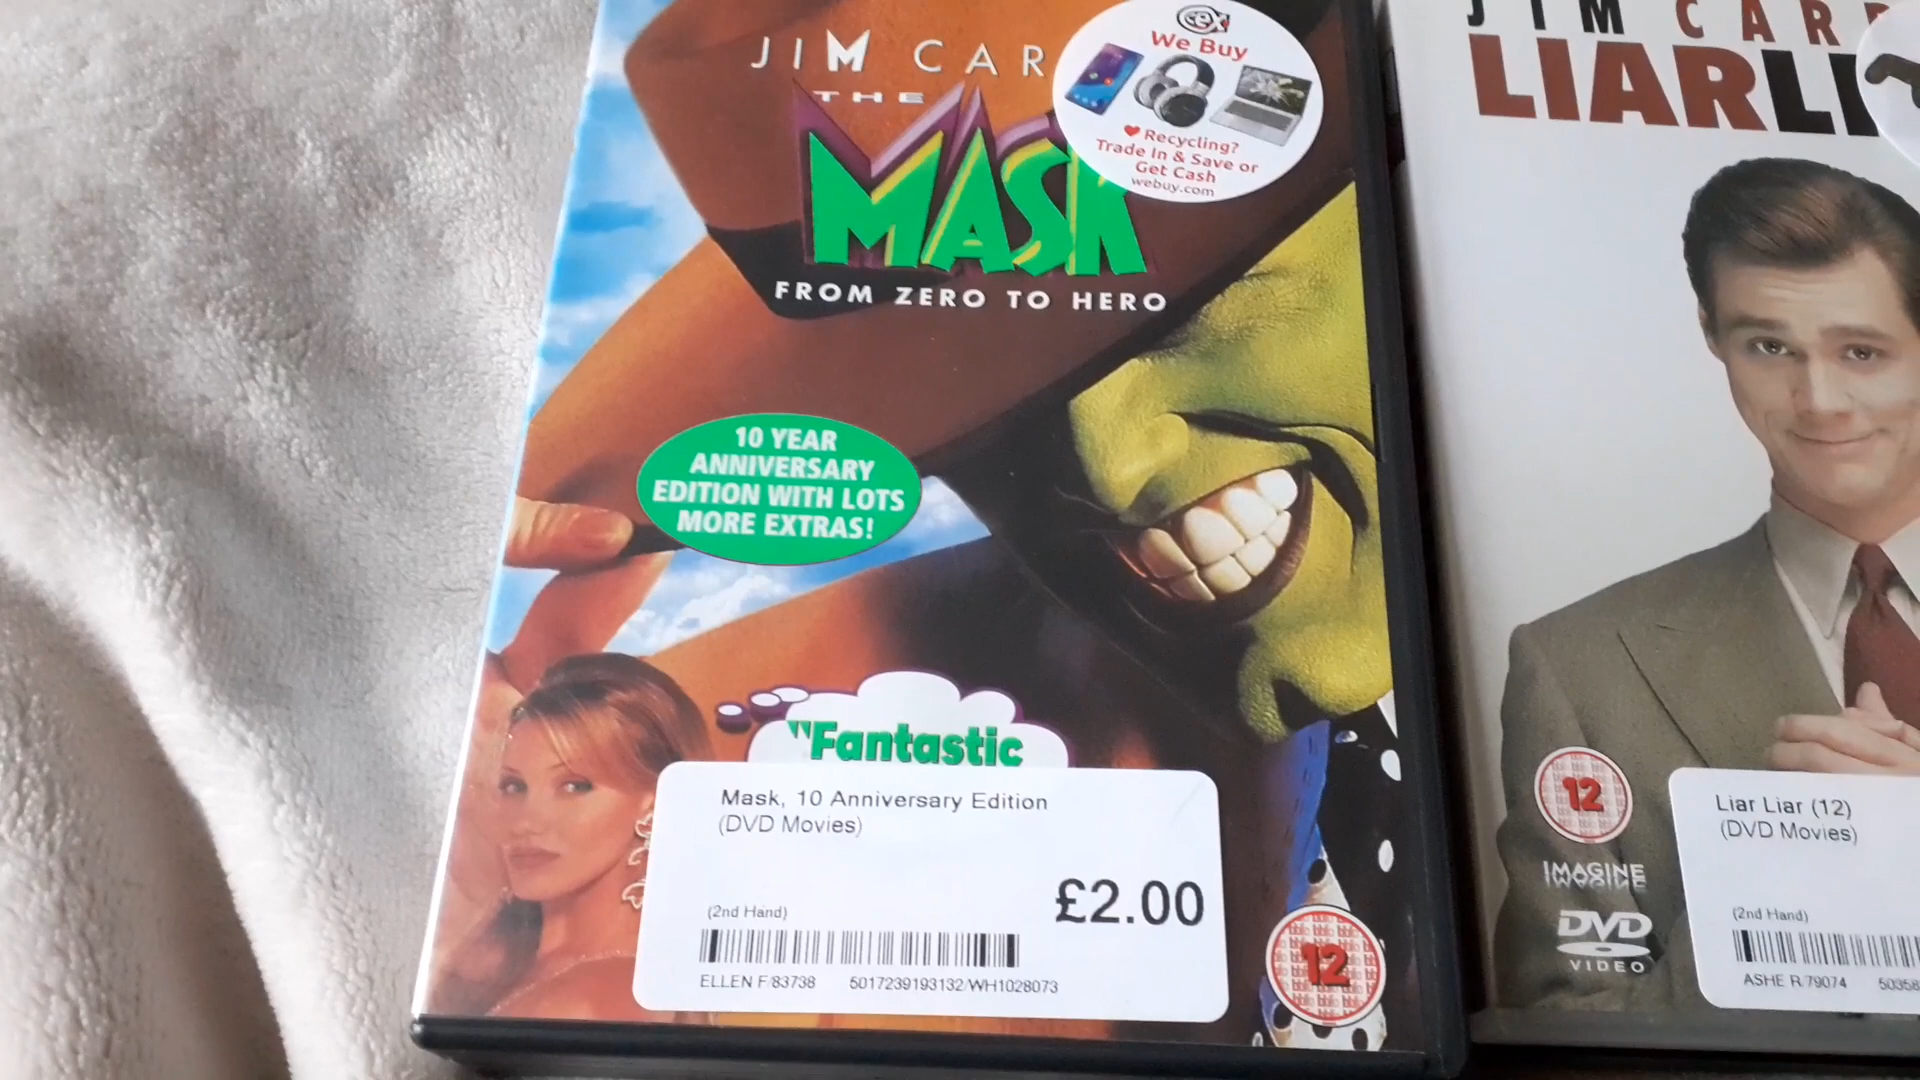 JIM CAR
THE
MASK
FROM ZERO TO HERO
cex
We Buy
Recycling?
Trade In & Save or
Get Cash
webuy.com
10 YEAR
ANNIVERSARY
EDITION WITH LOTS
MORE EXTRAS!
"Fantastic
Mask, 10 Anniversary Edition
(DVD Movies)
£2.00
(2nd Hand)
ELLEN F/83738 5017239193132/WH1028073
12
JIM CAR
LIAR LI
12
IMAGINE
DVD
VIDEO
Liar Liar (12)
(DVD Movies)
(2nd Hand)
ASHE R/79074 50358